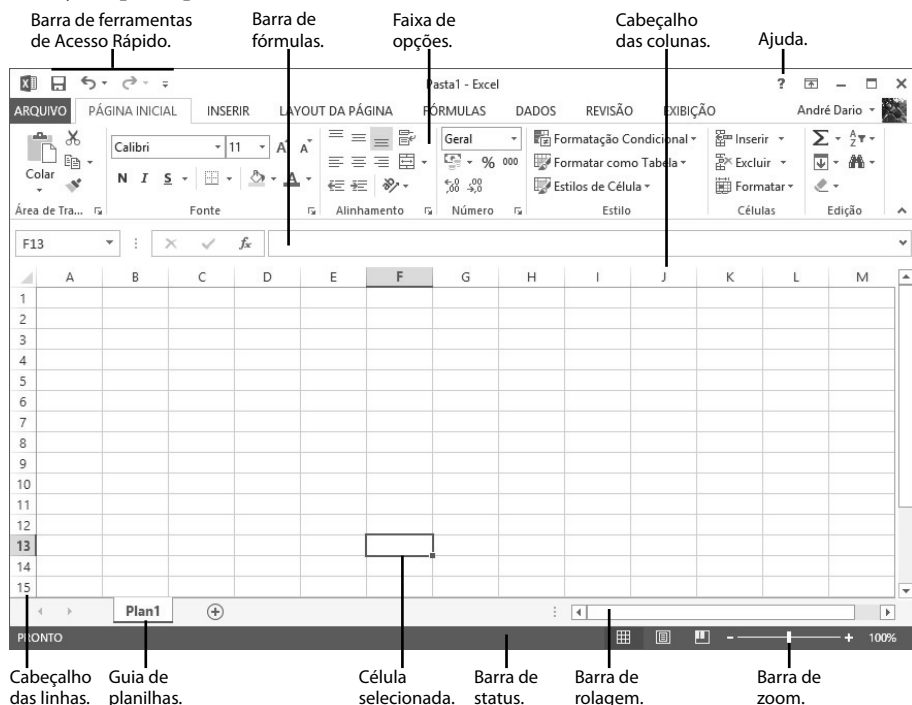 Barra de ferramentas
de Acesso Rápido.
Barra de
fórmulas.
Faixa de
opções.
Cabeçalho
das colunas.
Ajuda.
Pasta1 - Excel
ARQUIVO PÁGINA INICIAL INSERIR LAYOUT DA PÁGINA FÓRMULAS DADOS REVISÃO EXIBIÇÃO André Dario
Colar
Calibri 11 A A
N I S A
Geral
% 000
Formatação Condicional
Formatar como Tabela
Estilos de Célula
Inserir
Excluir
Formatar
Área de Tra... Fonte Alinhamento Número Estilo Células Edição
F13 fx
A B C D E F G H I J K L M
1
2
3
4
5
6
7
8
9
10
11
12
13
14
15
Plan1
PRONTO 100%
Cabeçalho
das linhas.
Guia de
planilhas.
Célula
selecionada.
Barra de
status.
Barra de
rolagem.
Barra de
zoom.